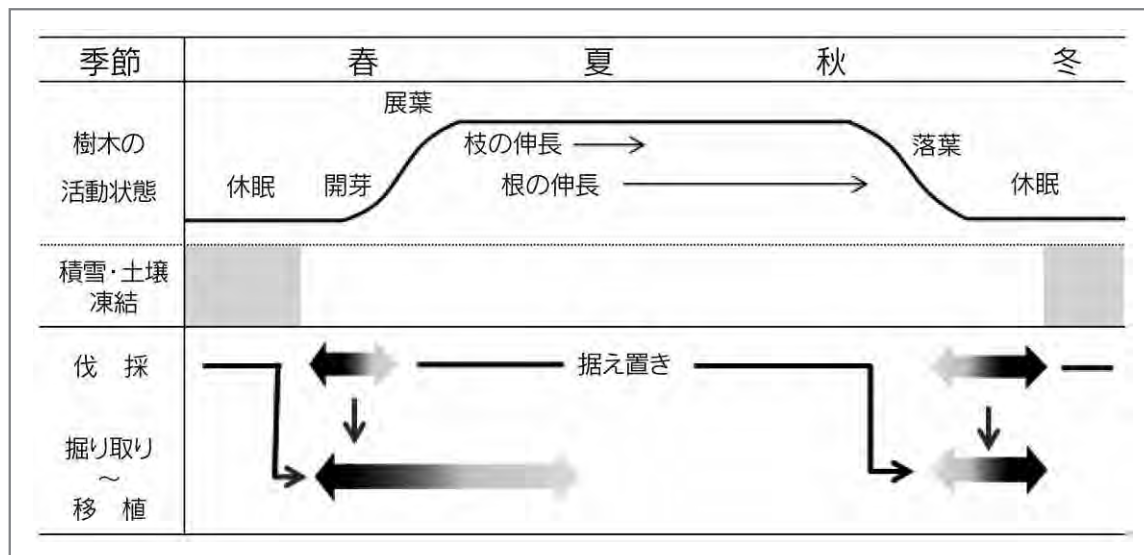 季節 春 夏 秋 冬
展葉
樹木の
活動状態
枝の伸長
落葉
休眠 開芽 根の伸長 休眠
積雪・土壌
凍結
伐 採 据え置き
掘り取り
～
移 植